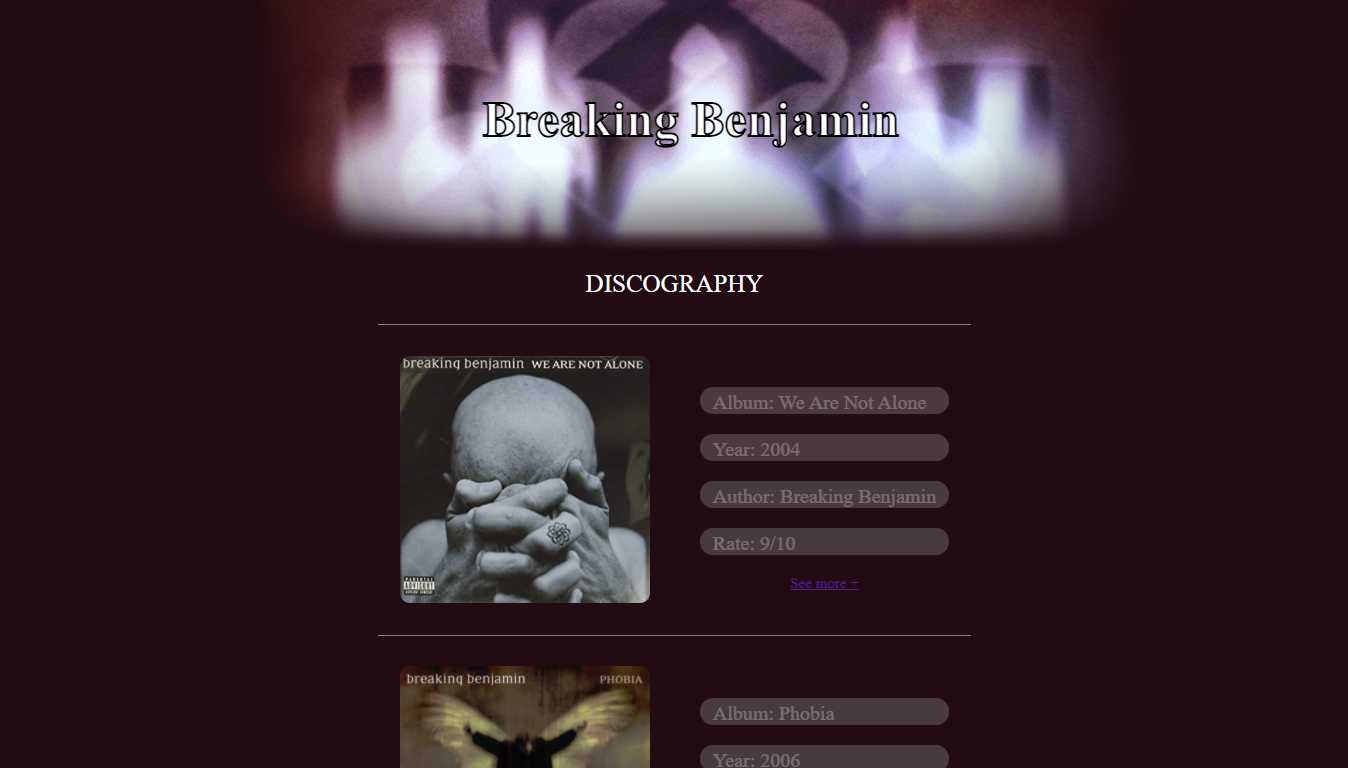 Breaking Benjamin
DISCOGRAPHY
breaking benjamin WE ARE NOT ALONE
PARENTAL
ADVISORY
EXPLICIT CONTENT
Album: We Are Not Alone
Year: 2004
Author: Breaking Benjamin
Rate: 9/10
See more +
breaking benjamin PHOBIA
Album: Phobia
Year: 2006